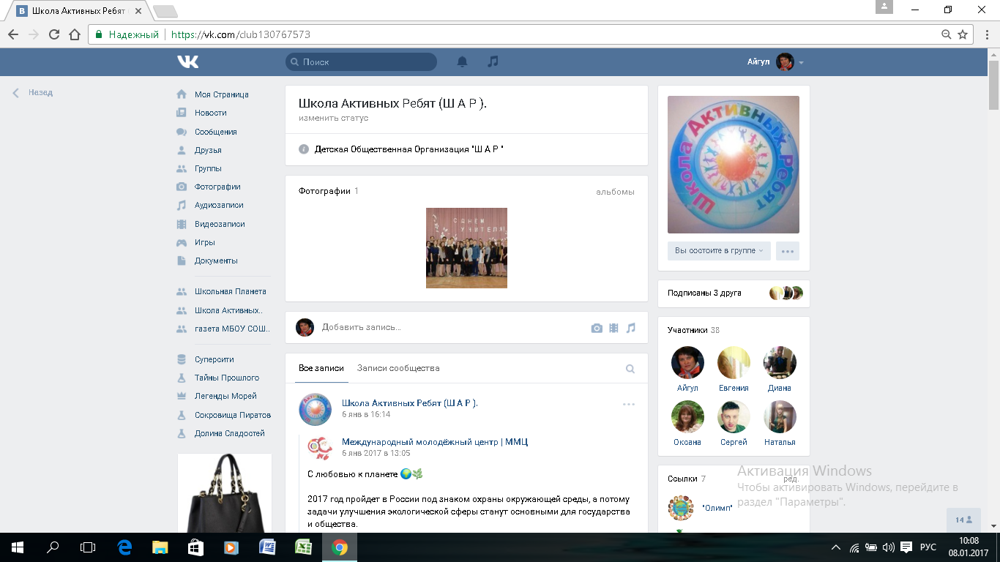 Школа Активных Ребят (
Надежный
https://vk.com/club130767573
Поиск
Айгул
Назад
Моя Страница
Новости
Сообщения
Друзья
Группы
Фотографии
Аудиозаписи
Видеозаписи
Игры
Документы
Школьная Планета
Школа Активных..
газета МБОУ СОШ..
Суперсити
Тайны Прошлого
Легенды Морей
Сокровища Пиратов
Долина Сладостей
Школа Активных Ребят (Ш А Р ).
изменить статус
Детская Общественная Организация "Ш А Р "
Фотографии 1
альбомы
С ДНЕМ
УЧИТЕЛЯ
Добавить запись...
Все записи
Записи сообщества
Школа Активных Ребят (Ш А Р ).
6 янв в 16:14
Международный молодёжный центр | ММЦ
6 янв 2017 в 13:05
С любовью к планете
2017 год пройдет в России под знаком охраны окружающей среды, а потому
задачи улучшения экологической сферы станут основными для государства
и общества.
Школа Активных Ребят
Вы состоите в группе
Подписаны 3 друга
Участники 38
Айгул
Евгения
Диана
Оксана
Сергей
Наталья
Ссылки 7
ред.
"Олимп"
Активация Windows
Чтобы активировать Windows, перейдите в
раздел "Параметры".
14
РУС
10:08
08.01.2017